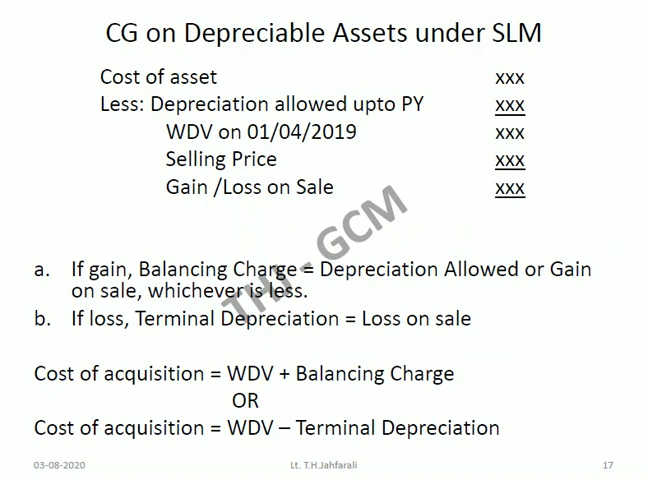 CG on Depreciable Assets under SLM
Cost of asset xxx
Less: Depreciation allowed upto PY xxx
WDV on 01/04/2019 xxx
Selling Price xxx
Gain /Loss on Sale xxx
THJ - GCM
a. If gain, Balancing Charge = Depreciation Allowed or Gain
on sale, whichever is less.
b. If loss, Terminal Depreciation = Loss on sale
Cost of acquisition = WDV + Balancing Charge
OR
Cost of acquisition = WDV – Terminal Depreciation
03-08-2020 Lt. T.H.Jahfarali 17